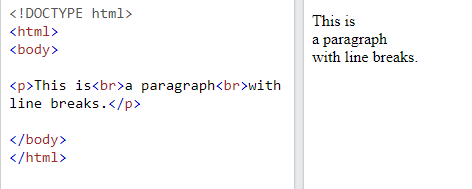 <!DOCTYPE html>
<html>
<body>
<p>This is<br>a paragraph<br>with
line breaks.</p>
</body>
</html>
This is
a paragraph
with line breaks.